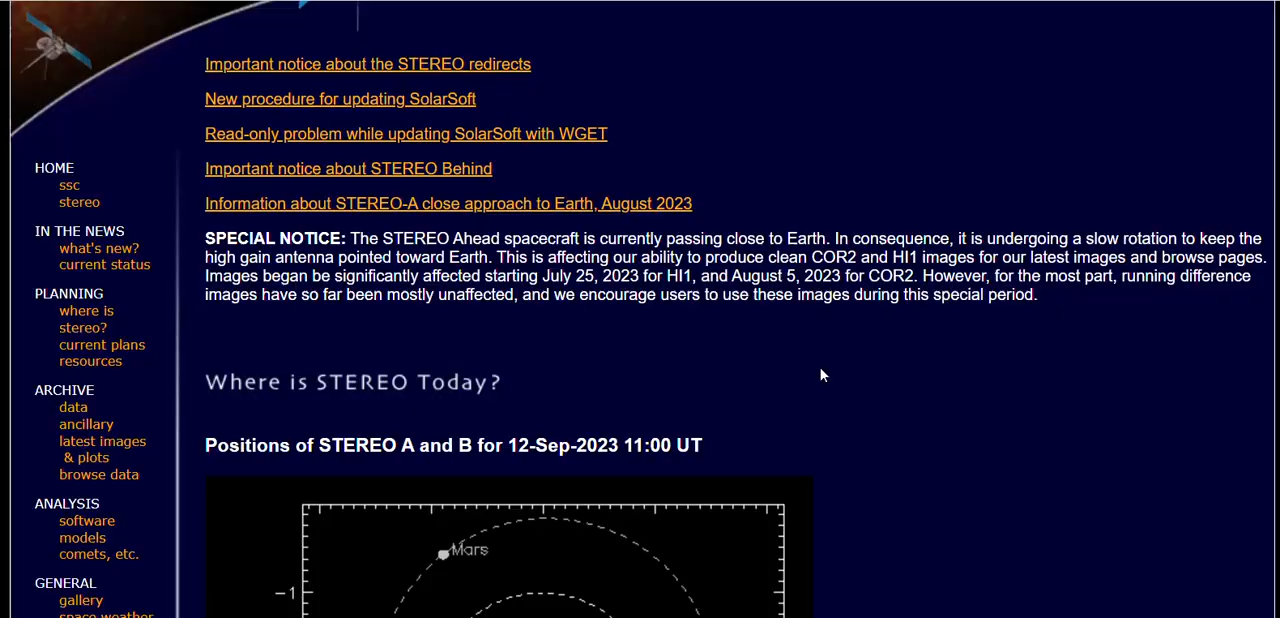 Important notice about the STEREO redirects
New procedure for updating SolarSoft
Read-only problem while updating SolarSoft with WGET
Important notice about STEREO Behind
Information about STEREO-A close approach to Earth, August 2023
SPECIAL NOTICE: The STEREO Ahead spacecraft is currently passing close to Earth. In consequence, it is undergoing a slow rotation to keep the
high gain antenna pointed toward Earth. This is affecting our ability to produce clean COR2 and HI1 images for our latest images and browse pages.
Images began be significantly affected starting July 25, 2023 for HI1, and August 5, 2023 for COR2. However, for the most part, running difference
images have so far been mostly unaffected, and we encourage users to use these images during this special period.
HOME
ssc
stereo
IN THE NEWS
what's new?
current status
PLANNING
where is
stereo?
current plans
resources
ARCHIVE
data
ancillary
latest images
& plots
browse data
ANALYSIS
software
models
comets, etc.
GENERAL
gallery
space weather
Where is STEREO Today?
Positions of STEREO A and B for 12-Sep-2023 11:00 UT
Mars
-1